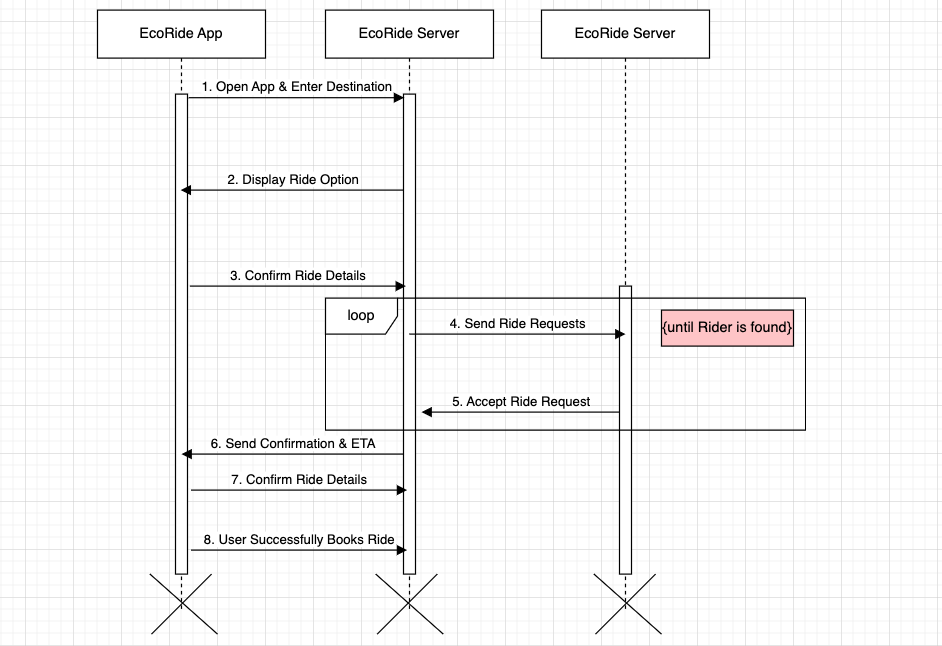 EcoRide App
EcoRide Server
EcoRide Server
1. Open App & Enter Destination
2. Display Ride Option
3. Confirm Ride Details
loop
4. Send Ride Requests
{until Rider is found}
5. Accept Ride Request
6. Send Confirmation & ETA
7. Confirm Ride Details
8. User Successfully Books Ride